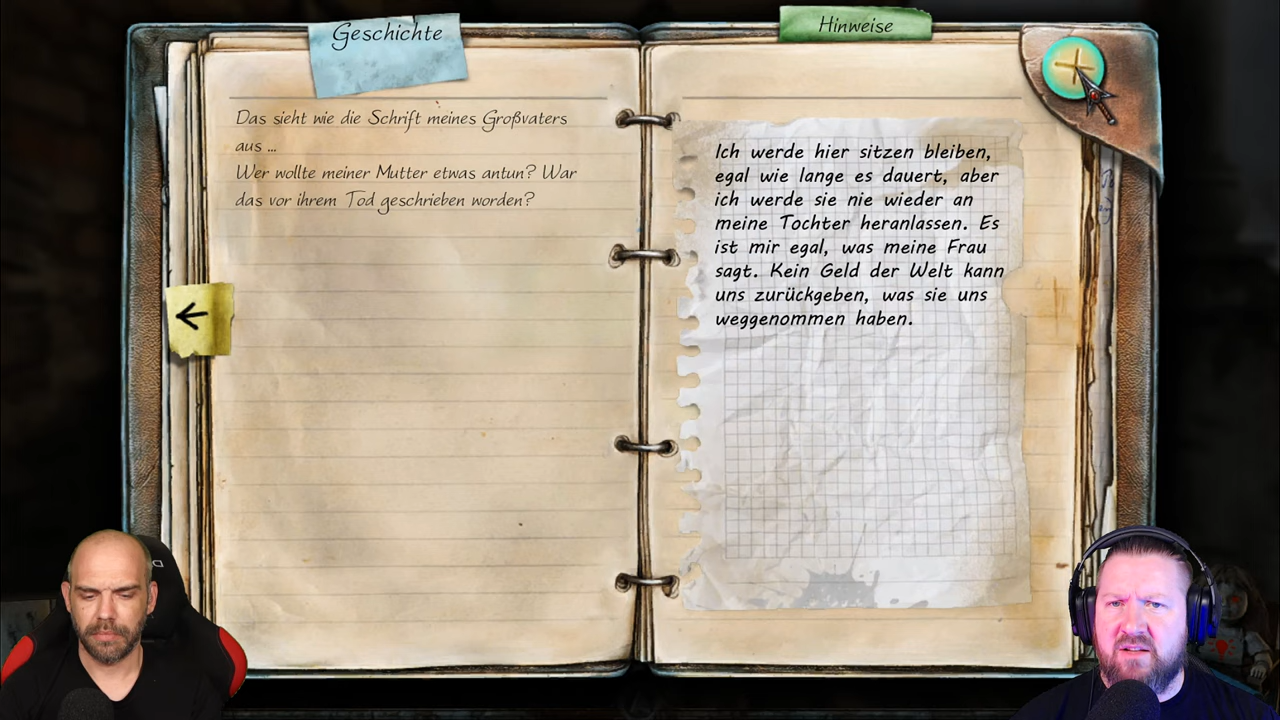 Geschichte
Das sieht wie die Schrift meines Großvaters
aus ...
Wer wollte meiner Mutter etwas antun? War
das vor ihrem Tod geschrieben worden?
Hinweise
Ich werde hier sitzen bleiben,
egal wie lange es dauert, aber
ich werde sie nie wieder an
meine Tochter heranlassen. Es
ist mir egal, was meine Frau
sagt. Kein Geld der Welt kann
uns zurückgeben, was sie uns
weggenommen haben.